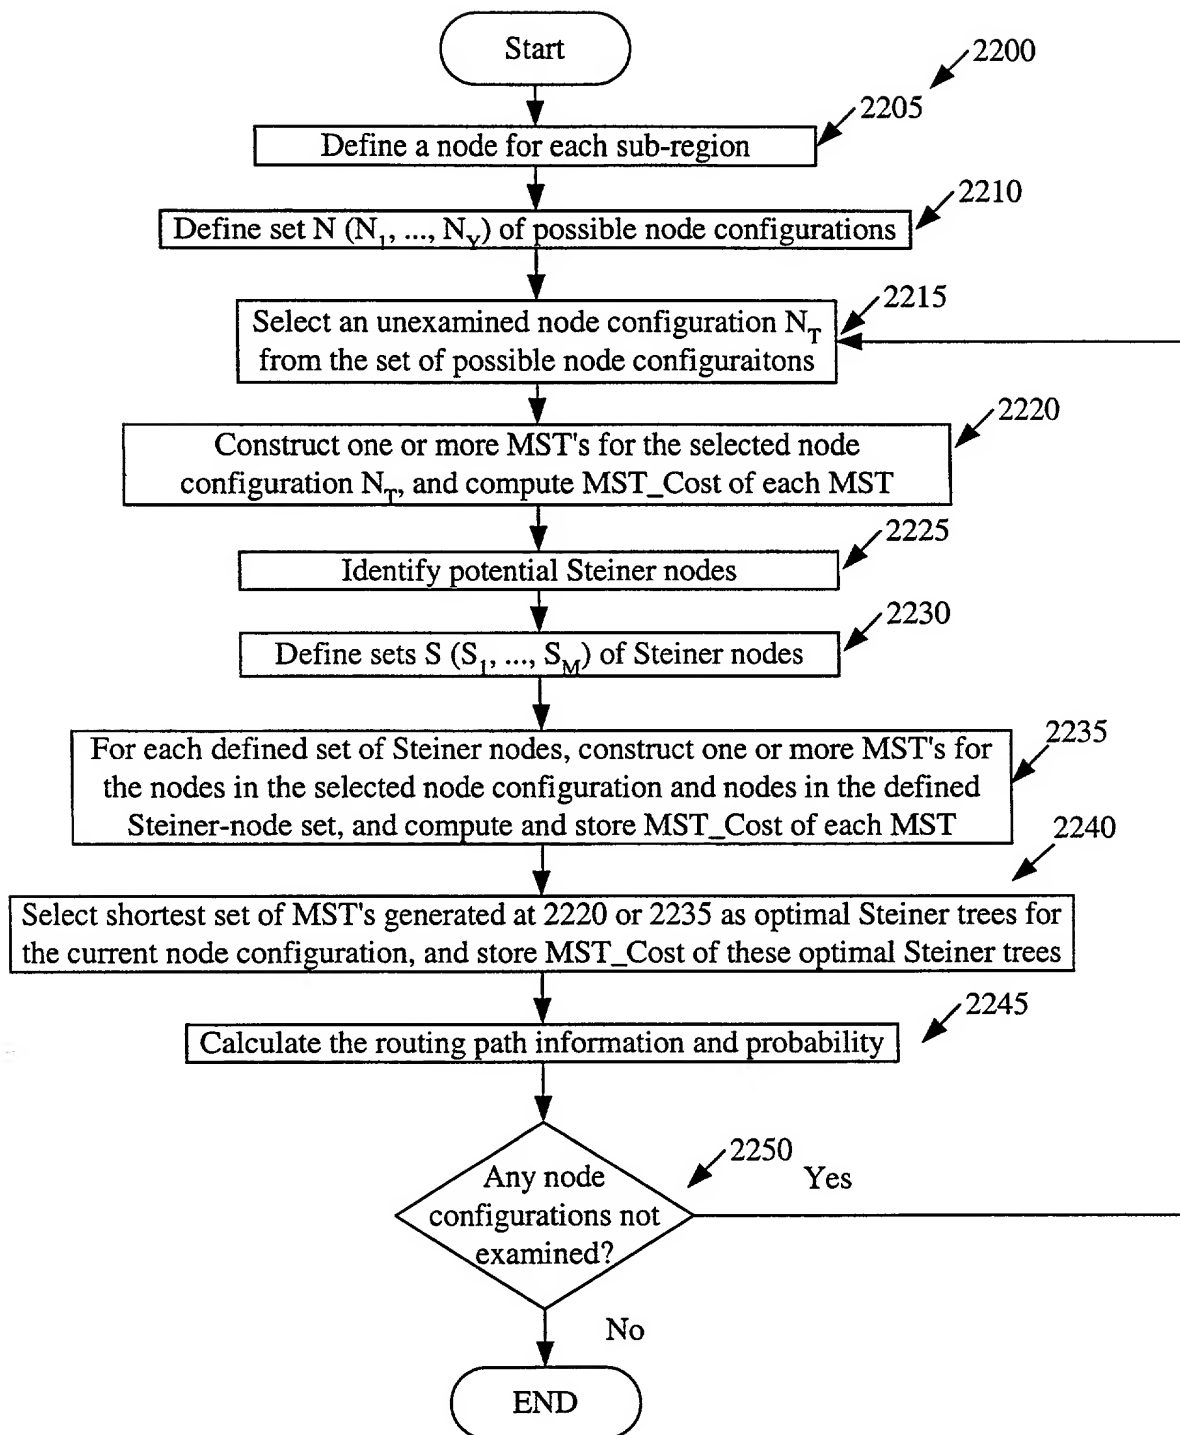 Start
2200
2205
Define a node for each sub-region
2210
Define set N (N₁, ..., N_Y) of possible node configurations
2215
Select an unexamined node configuration N_T
from the set of possible node configuraitons
2220
Construct one or more MST's for the selected node
configuration N_T, and compute MST_Cost of each MST
2225
Identify potential Steiner nodes
2230
Define sets S (S₁, ..., S_M) of Steiner nodes
2235
For each defined set of Steiner nodes, construct one or more MST's for
the nodes in the selected node configuration and nodes in the defined
Steiner-node set, and compute and store MST_Cost of each MST
2240
Select shortest set of MST's generated at 2220 or 2235 as optimal Steiner trees for
the current node configuration, and store MST_Cost of these optimal Steiner trees
2245
Calculate the routing path information and probability
2250
Any node
configurations not
examined?
Yes
No
END